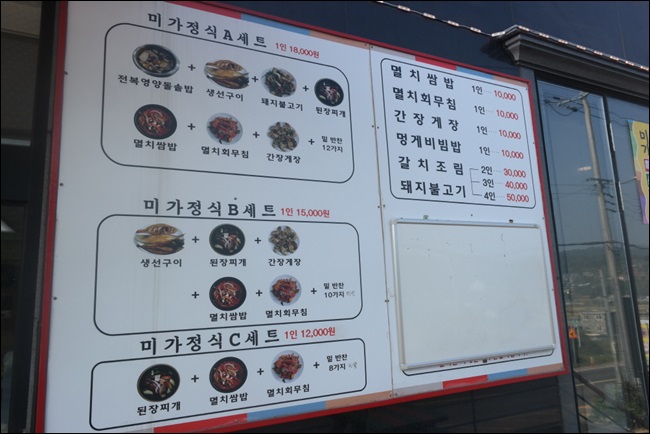 미가정식A세트 1인 18,000원
전복영양돌솥밥 + 생선구이 + 돼지불고기 + 된장찌개
멸치쌈밥 + 멸치회무침 + 간장게장 + 밑 반찬
12가지
미가정식B세트 1인 15,000원
생선구이 + 된장찌개 + 간장게장
+ 멸치쌈밥 + 멸치회무침 + 밑 반찬
10가지
미가정식C세트 1인 12,000원
된장찌개 + 멸치쌈밥 + 멸치회무침 + 밑 반찬
8가지
멸치쌈밥 1인 10,000
멸치회무침 1인 10,000
간장게장 1인 10,000
멍게비빔밥 1인 10,000
갈치조림 2인 30,000
3인 40,000
돼지불고기 4인 50,000